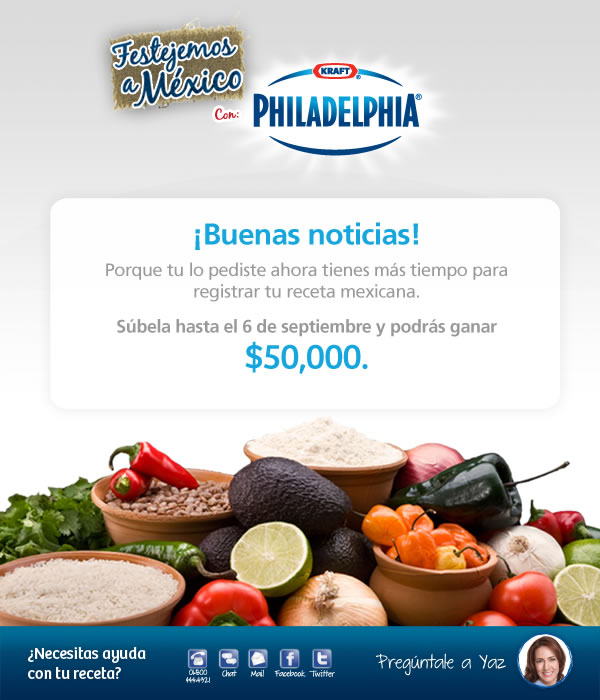 Festejemos
a México
Con:
KRAFT
PHILADELPHIA®
¡Buenas noticias!
Porque tu lo pediste ahora tienes más tiempo para
registrar tu receta mexicana.
Súbela hasta el 6 de septiembre y podrás ganar
$50,000.
¿Necesitas ayuda
con tu receta?
01800
Chat
Mail
Facebook
Twitter
Pregúntale a Yaz